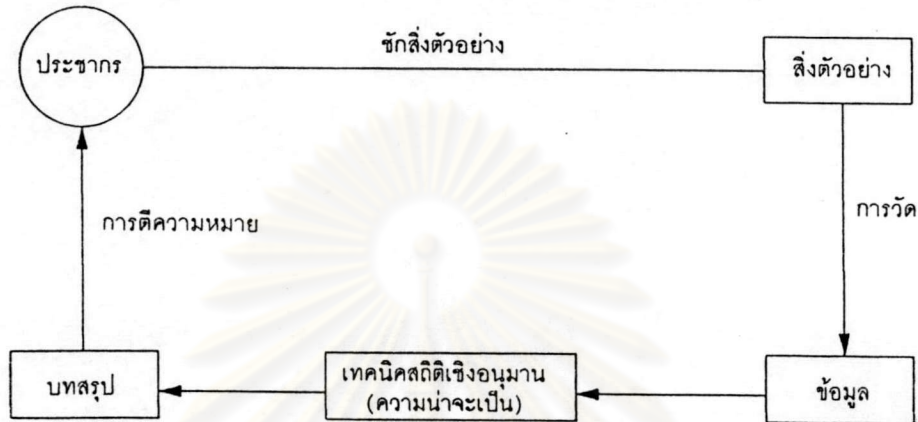 ชักสิ่งตัวอย่าง
ประชากร
สิ่งตัวอย่าง
การตีความหมาย
การวัด
บทสรุป
เทคนิคสถิติเชิงอนุมาน
(ความน่าจะเป็น)
ข้อมูล